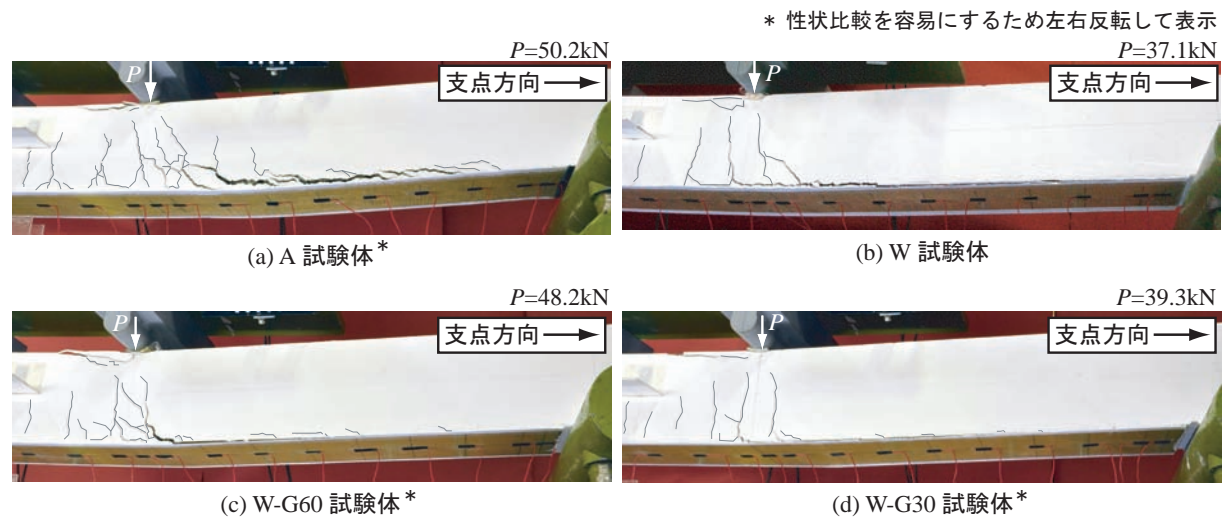 * 性状比較を容易にするため左右反転して表示
P=50.2kN
P
支点方向
(a) A 試験体*
P=37.1kN
P
支点方向
(b) W 試験体
P=48.2kN
P
支点方向
(c) W-G60 試験体*
P=39.3kN
P
支点方向
(d) W-G30 試験体*